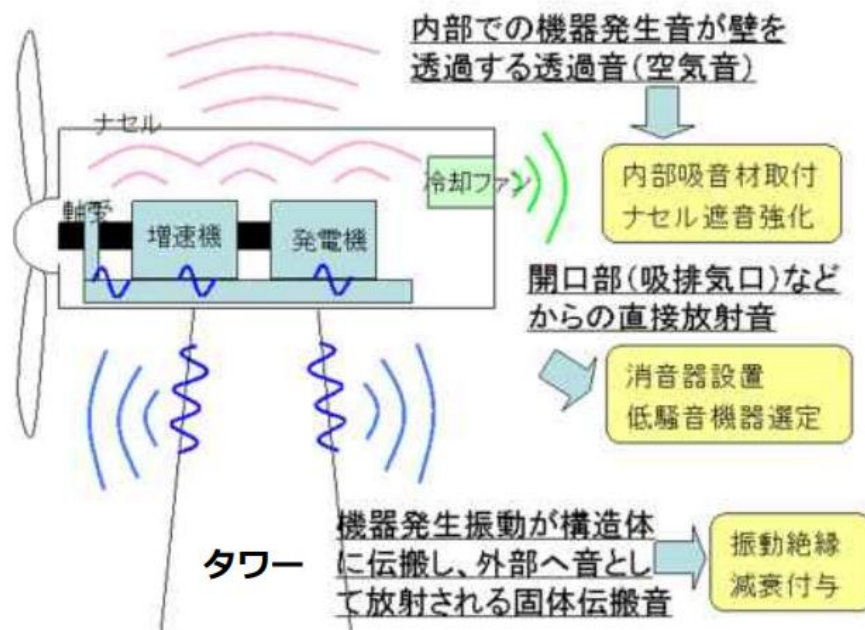 内部での機器発生音が壁を
透過する透過音(空気音)
ナセル
冷却ファン
内部吸音材取付
ナセル遮音強化
軸受
増速機
発電機
開口部(吸排気口)など
からの直接放射音
消音器設置
低騒音機器選定
機器発生振動が構造体
に伝搬し、外部へ音とし
て放射される固体伝搬音
タワー
振動絶縁
減衰付与